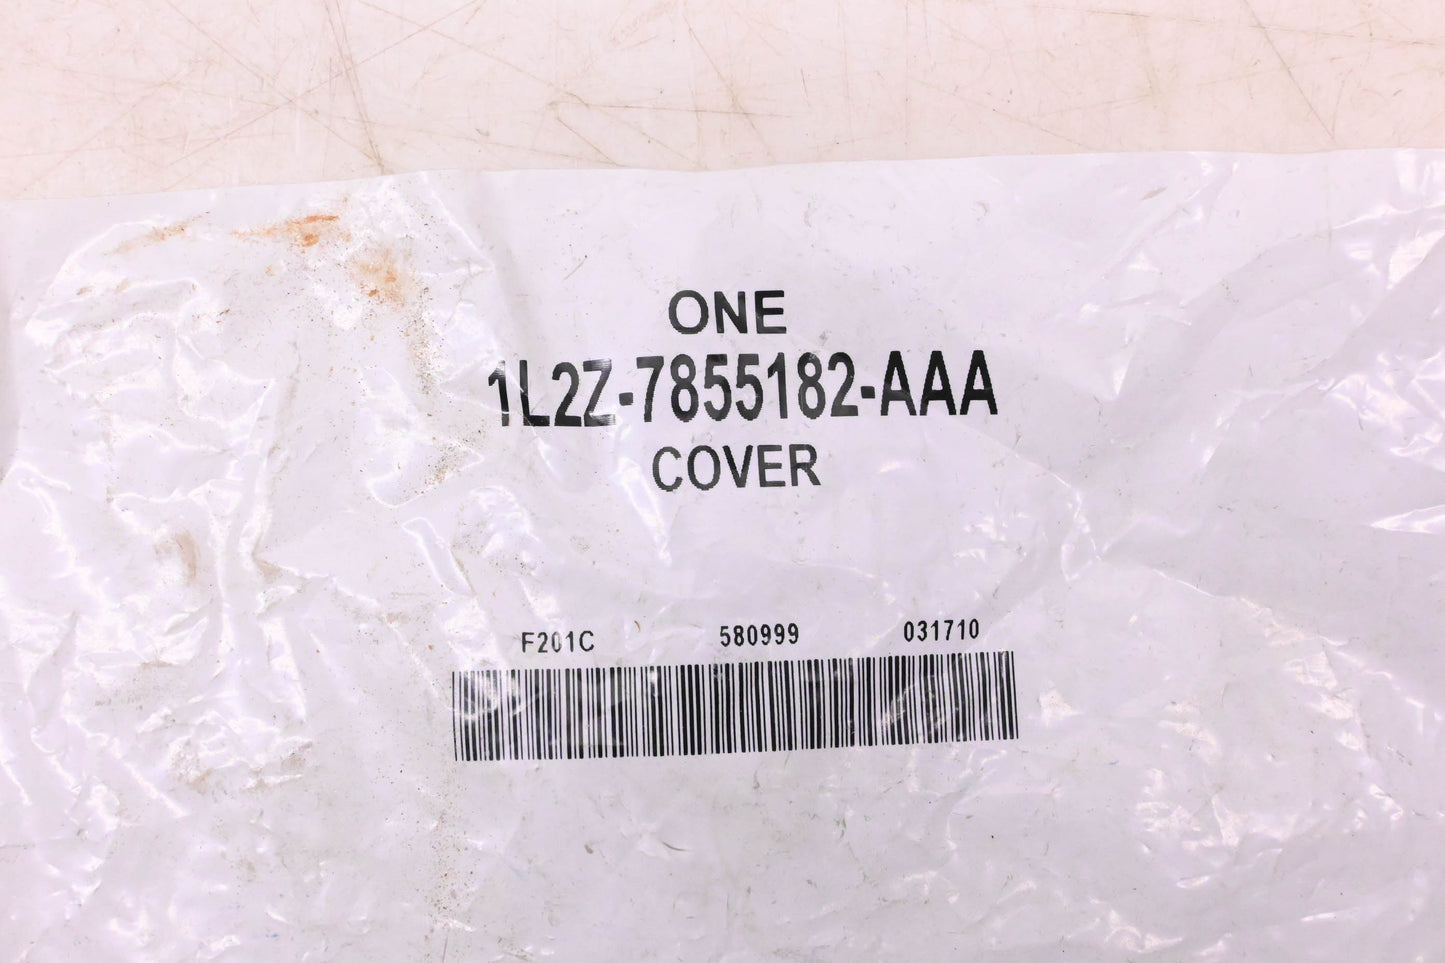 ONE
1L2Z-7855182-AAA
COVER
F201C 580999 031710